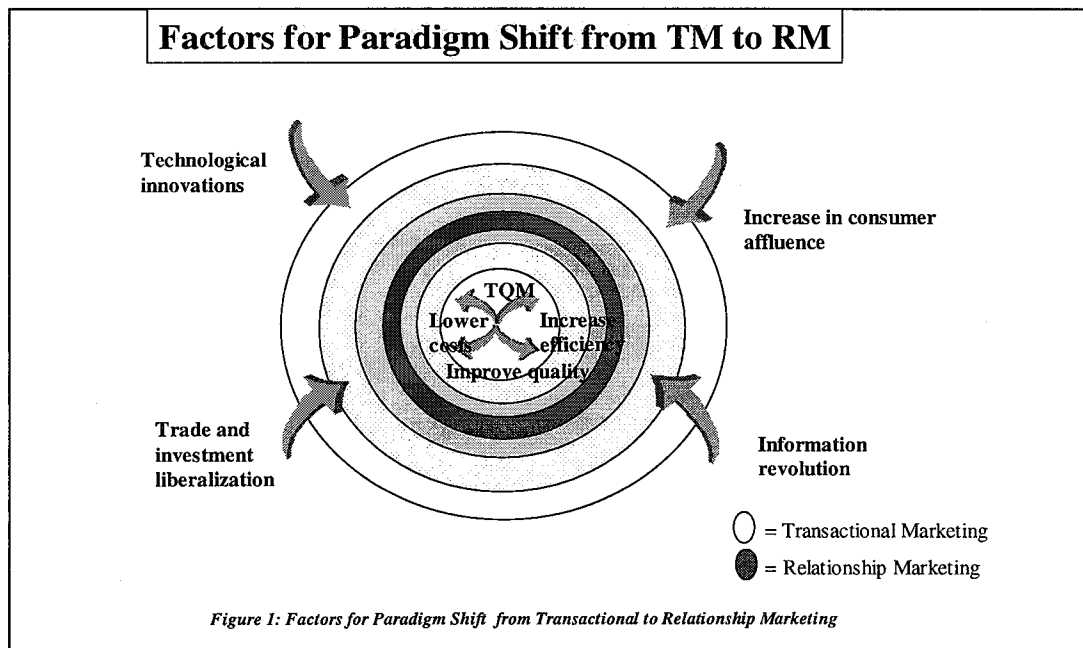 Factors for Paradigm Shift from TM to RM
Technological
innovations
Increase in consumer
affluence
TQM
Lower
costs
Increase
efficiency
Improve quality
Trade and
investment
liberalization
Information
revolution
= Transactional Marketing
= Relationship Marketing
Figure 1: Factors for Paradigm Shift from Transactional to Relationship Marketing